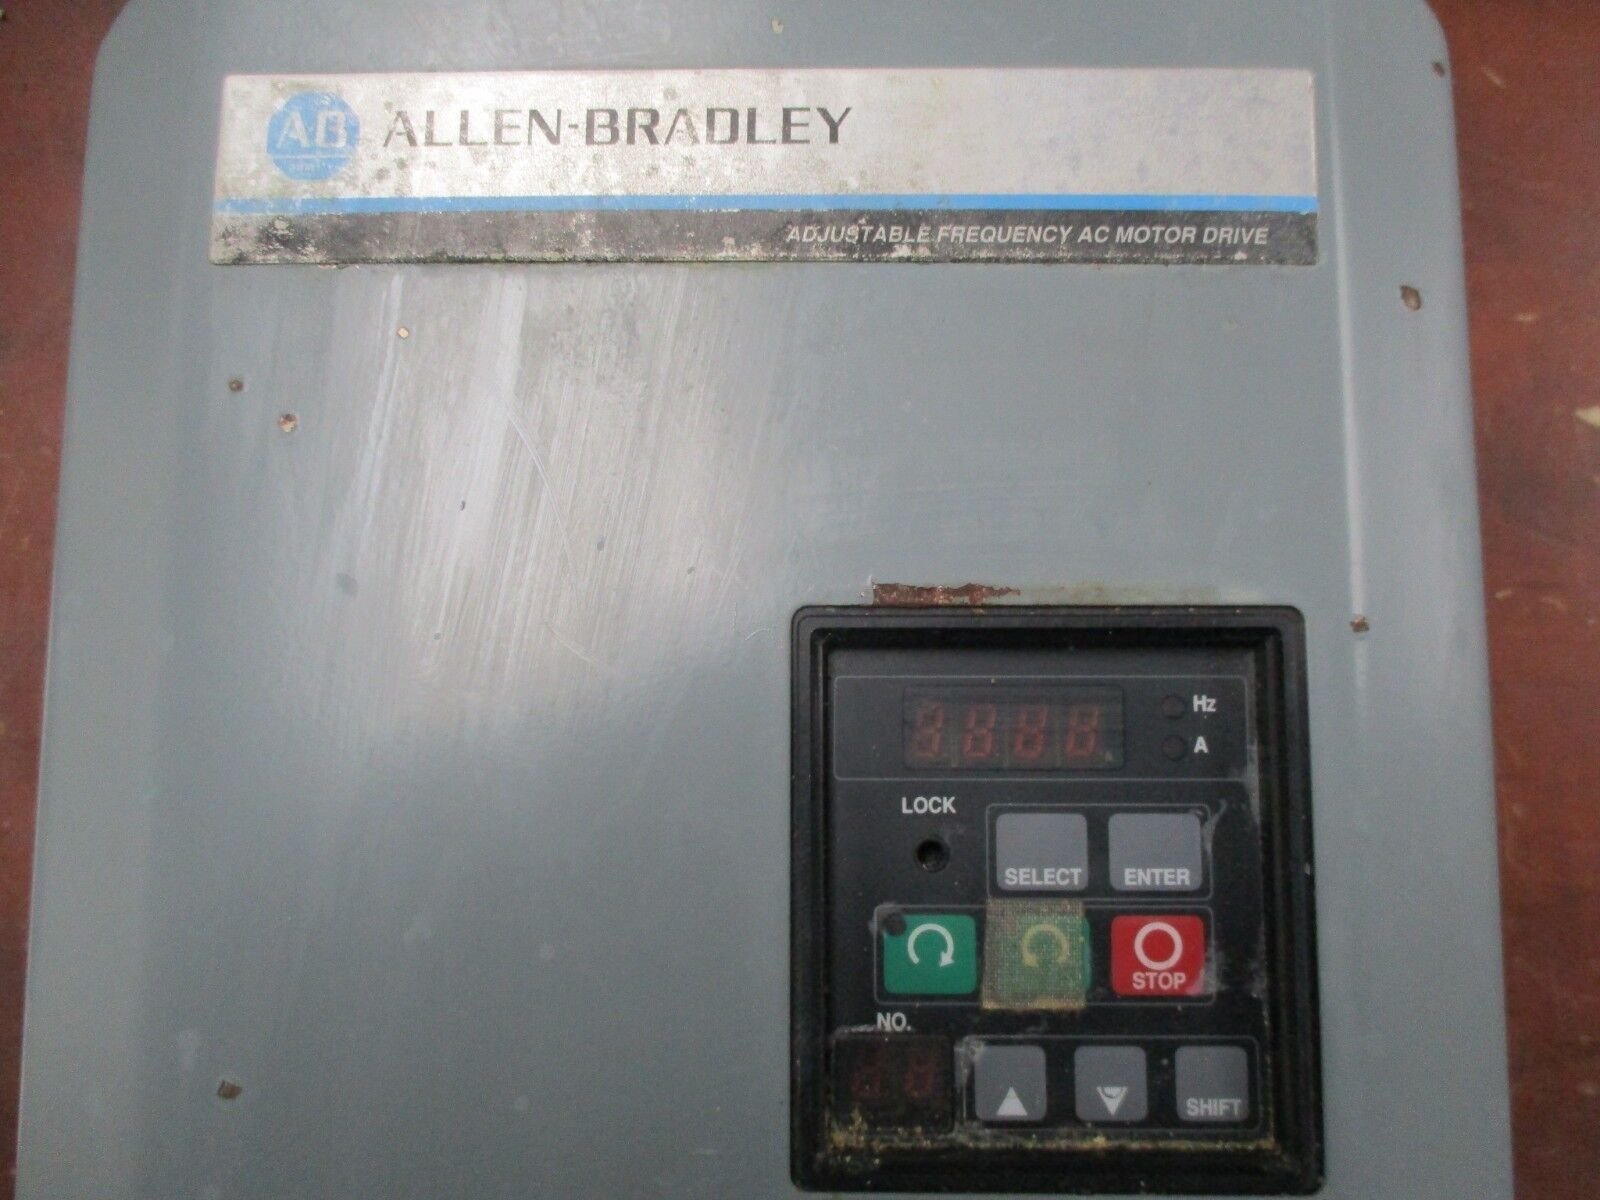 AB
ALLEN-BRADLEY
ADJUSTABLE FREQUENCY AC MOTOR DRIVE
Hz
A
LOCK
SELECT
ENTER
STOP
NO.
SHIFT